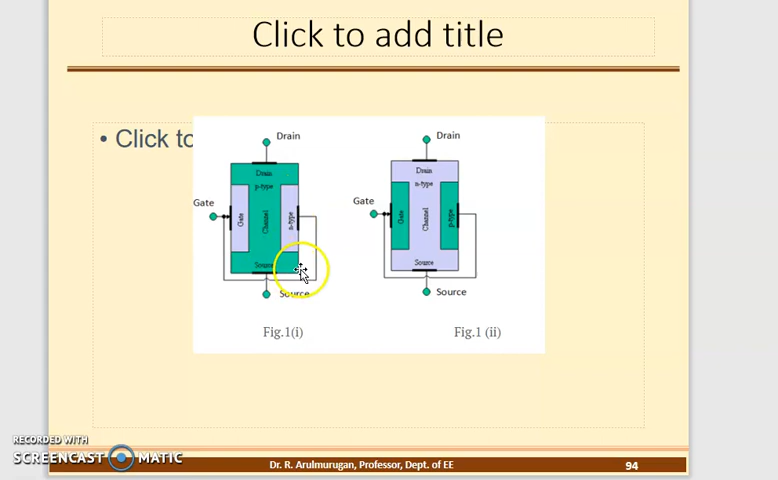 Click to add title
• Click to
Drain
Drain
p-type
Gate
Gate
Channel
n-type
Source
Source
Fig.1(i)
Drain
Drain
n-type
Gate
Gate
Channel
p-type
Source
Source
Fig.1 (ii)
RECORDED WITH
SCREENCAST MATIC
Dr. R. Arulmurugan, Professor, Dept. of EE
94